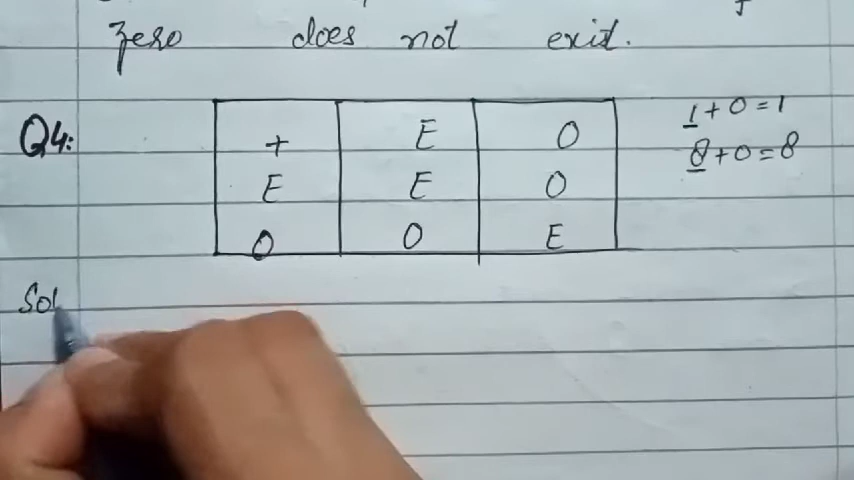 zero does not exist.
Q4:
+ E O
E E O
O O E
1 + 0 = 1
8 + 0 = 8
Sol